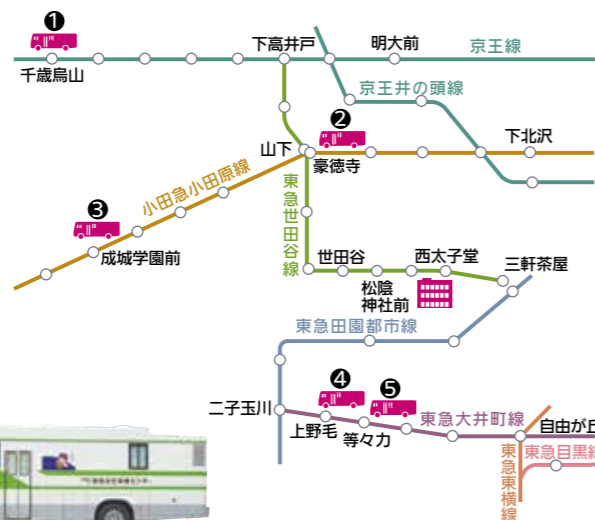 ❶
千歳烏山
下高井戸
明大前
京王線
京王井の頭線
❷
山下
豪徳寺
下北沢
小田急小田原線
❸
成城学園前
東急世田谷線
世田谷
松陰
神社前
西太子堂
三軒茶屋
東急田園都市線
二子玉川
❹
上野毛
❺
等々力
東急大井町線
自由が丘
東急東横線
東急目黒線